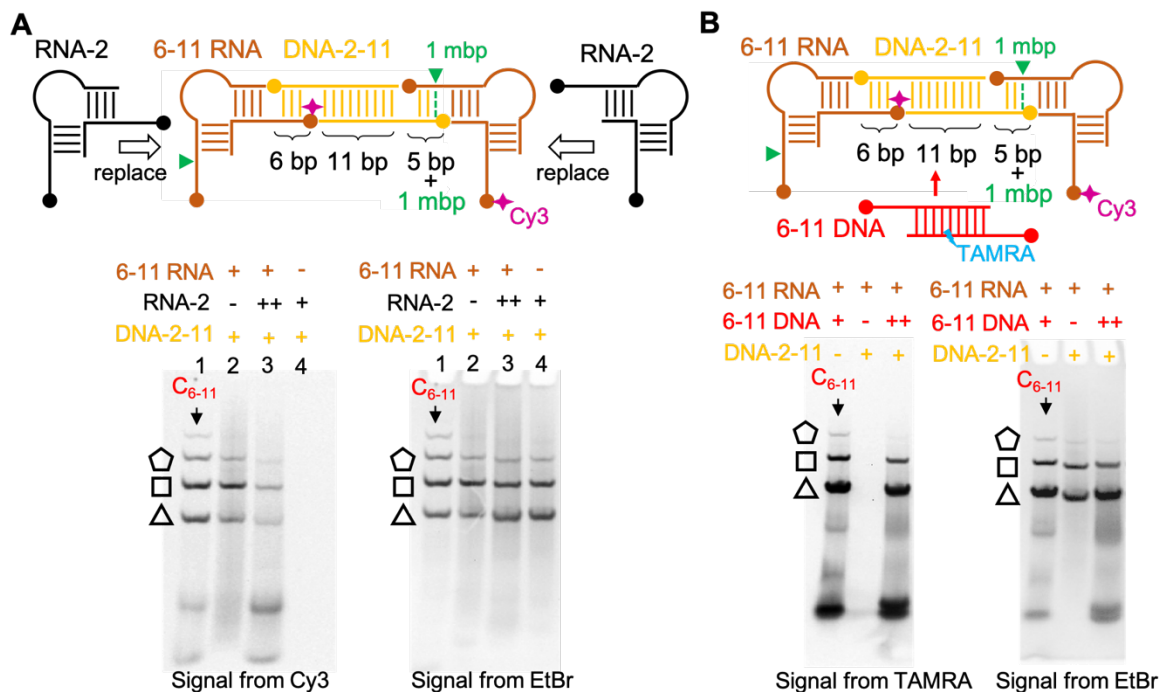 A
RNA-2 6-11 RNA DNA-2-11 1 mbp RNA-2
replace 6 bp 11 bp 5 bp replace
+
1 mbp
Cy3
6-11 RNA + + -
RNA-2 - ++ +
DNA-2-11 + + +
1 2 3 4
C6-11
Signal from Cy3
6-11 RNA + + -
RNA-2 - ++ +
DNA-2-11 + + +
1 2 3 4
C6-11
Signal from EtBr
B
6-11 RNA DNA-2-11 1 mbp
6 bp 11 bp 5 bp
+
1 mbp
Cy3
6-11 DNA
TAMRA
6-11 RNA + + +
6-11 DNA + - ++
DNA-2-11 - + +
C6-11
Signal from TAMRA
6-11 RNA + + +
6-11 DNA + - ++
DNA-2-11 - + +
C6-11
Signal from EtBr